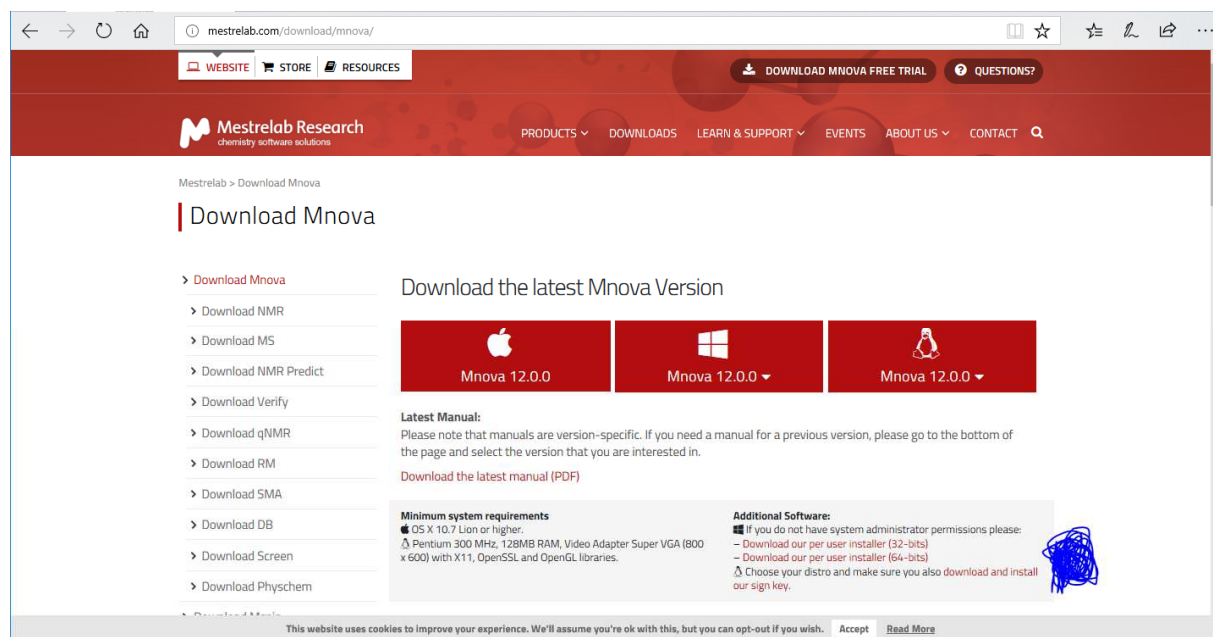 mestrelab.com/download/mnova/
WEBSITE STORE RESOURCES
DOWNLOAD MNOVA FREE TRIAL QUESTIONS?
Mestrelab Research
chemistry software solutions
PRODUCTS DOWNLOADS LEARN & SUPPORT EVENTS ABOUT US CONTACT
Mestrelab > Download Mnova
Download Mnova
> Download Mnova
> Download NMR
> Download MS
> Download NMR Predict
> Download Verify
> Download qNMR
> Download RM
> Download SMA
> Download DB
> Download Screen
> Download Physchem
Download the latest Mnova Version
Mnova 12.0.0
Mnova 12.0.0
Mnova 12.0.0
Latest Manual:
Please note that manuals are version-specific. If you need a manual for a previous version, please go to the bottom of
the page and select the version that you are interested in.
Download the latest manual (PDF)
Minimum system requirements
OS X 10.7 Lion or higher.
Pentium 300 MHz, 128MB RAM, Video Adapter Super VGA (800
x 600) with X11, OpenSSL and OpenGL libraries.
Additional Software:
If you do not have system administrator permissions please:
– Download our per user installer (32-bits)
– Download our per user installer (64-bits)
Choose your distro and make sure you also download and install
our sign key.
This website uses cookies to improve your experience. We'll assume you're ok with this, but you can opt-out if you wish. Accept Read More